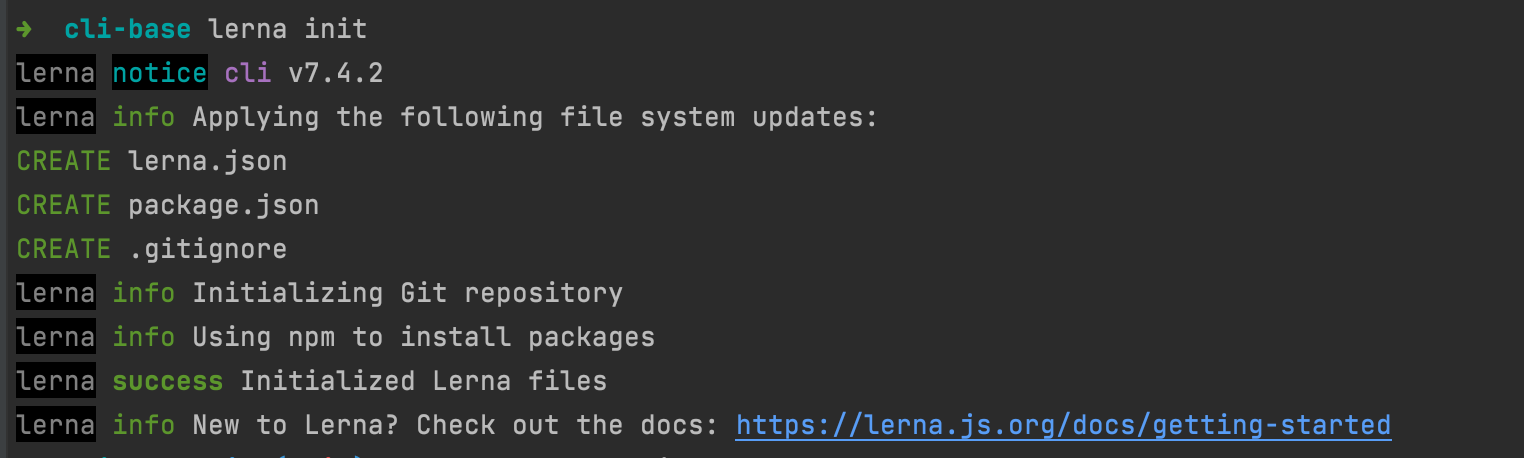 ➜ cli-base lerna init
lerna notice cli v7.4.2
lerna info Applying the following file system updates:
CREATE lerna.json
CREATE package.json
CREATE .gitignore
lerna info Initializing Git repository
lerna info Using npm to install packages
lerna success Initialized Lerna files
lerna info New to Lerna? Check out the docs: https://lerna.js.org/docs/getting-started